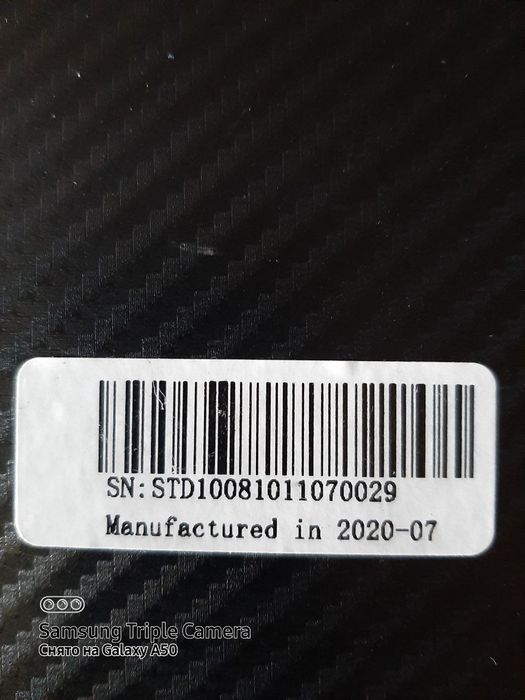 SN:STD10081011070029
Manufactured in 2020-07
Samsung Triple Camera
Снято на Galaxy A50